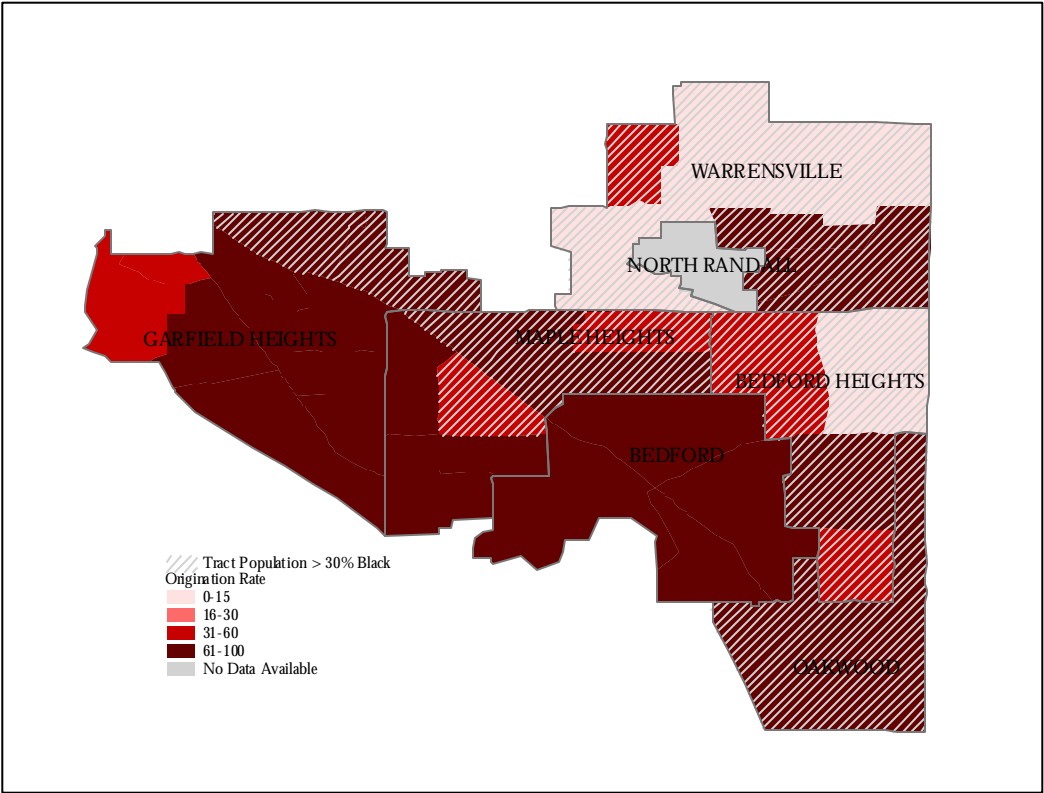 WARRENSVILLE
NORTH RANDALL
GARFIELD HEIGHTS
MAPLE HEIGHTS
BEDFORD HEIGHTS
BEDFORD
OAKWOOD
Tract Population > 30% Black
Origination Rate
0-15
16-30
31-60
61-100
No Data Available